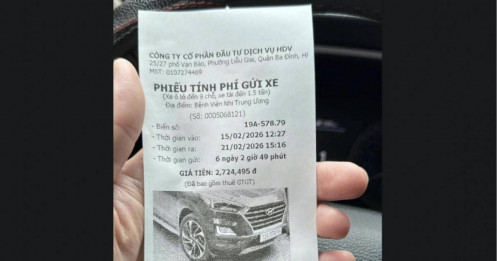 CÔNG TY CỔ PHẦN ĐẦU TƯ DỊCH VỤ HDV
25/27 phố Vạn Bảo, Phường Liễu Giai, Quận Ba Đình, H
MST: 0107274469
PHIẾU TÍNH PHÍ GỬI XE
(Xe ô tô đến 9 chỗ, xe tải đến 1.5 tấn)
Địa điểm: Bệnh Viện Nhi Trung Ương
(Số: 0005068121)
- Biển số: 19A-578.79
- Thời gian vào: 15/02/2026 12:27
- Thời gian ra: 21/02/2026 15:16
- Thời gian gửi: 6 ngày 2 giờ 49 phút
GIÁ TIỀN: 2,724,495 đ
(Đã bao gồm thuế GTGT)